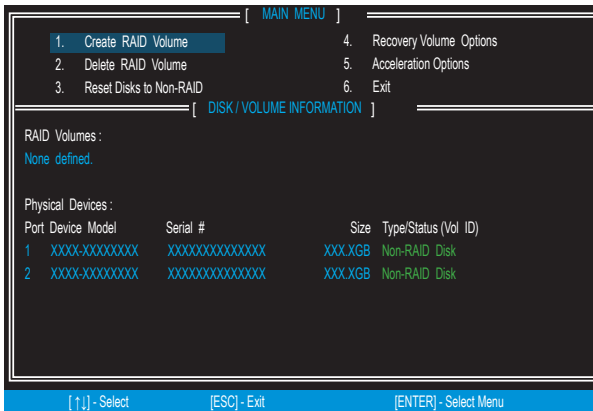 [ MAIN MENU ]
1. Create RAID Volume
2. Delete RAID Volume
3. Reset Disks to Non-RAID
4. Recovery Volume Options
5. Acceleration Options
6. Exit
[ DISK / VOLUME INFORMATION ]
RAID Volumes :
None defined.
Physical Devices :
Port Device Model Serial # Size Type/Status (Vol ID)
1 XXXX-XXXXXXXX XXXXXXXXXXXXXX XXX.XGB Non-RAID Disk
2 XXXX-XXXXXXXX XXXXXXXXXXXXXX XXX.XGB Non-RAID Disk
[ ↑↓] - Select [ESC] - Exit [ENTER] - Select Menu